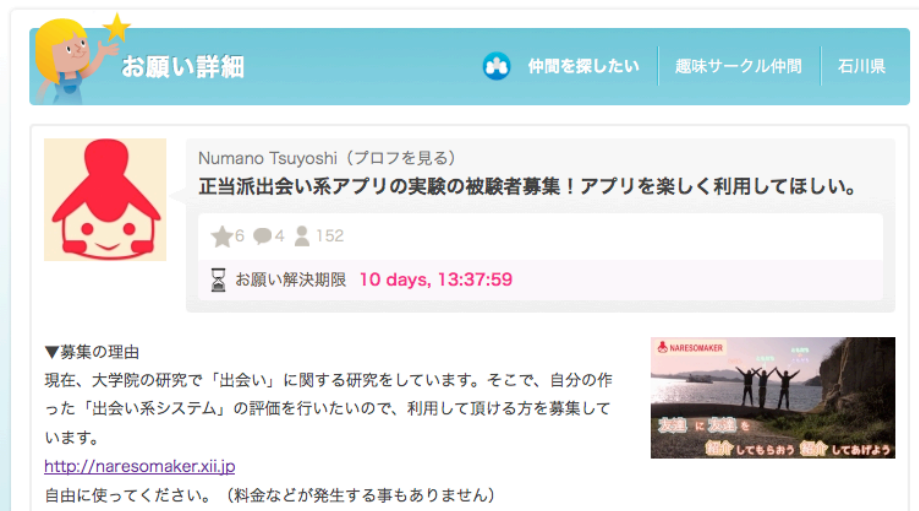 お願い詳細
仲間を探したい
趣味サークル仲間
石川県
Numano Tsuyoshi（プロフを見る）
正当派出会い系アプリの実験の被験者募集！アプリを楽しく利用してほしい。
6 4 152
お願い解決期限 10 days, 13:37:59
▼募集の理由
現在、大学院の研究で「出会い」に関する研究をしています。そこで、自分の作
った「出会い系システム」の評価を行いたいので、利用して頂ける方を募集して
います。
http://naresomaker.xii.jp
自由に使ってください。（料金などが発生する事もありません）
NARESOMAKER
友達 に 友達 を
紹介 してもらおう 紹介 してあげよう